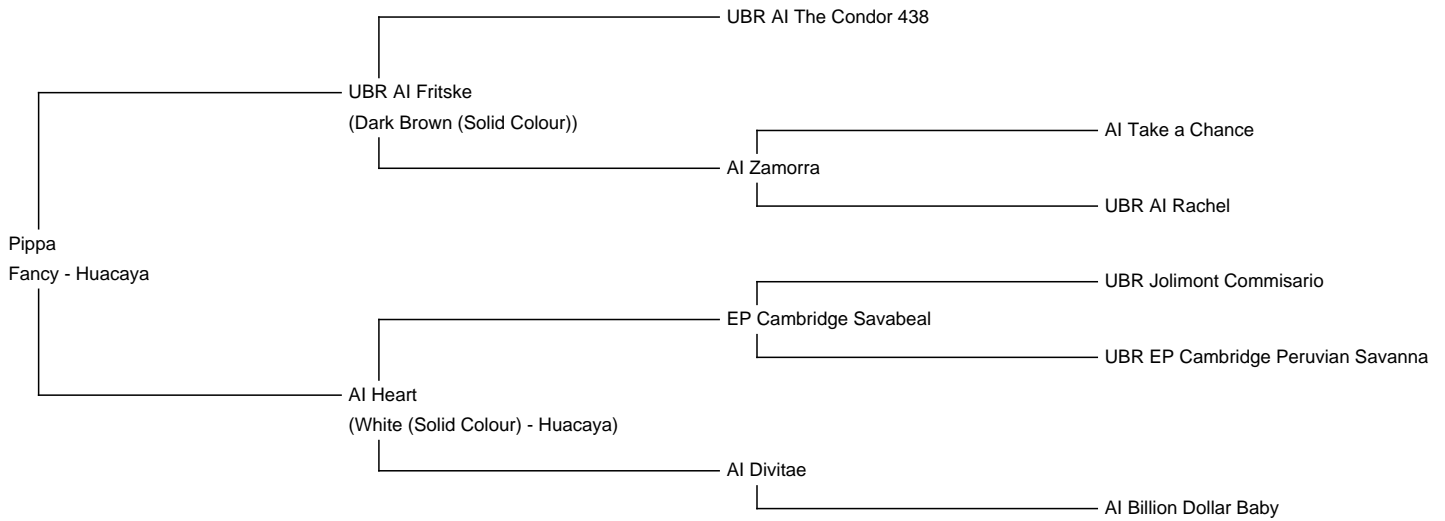 UBR AI The Condor 438
UBR AI Fritske
(Dark Brown (Solid Colour))
AI Take a Chance
AI Zamorra
UBR AI Rachel
Pippa
Fancy - Huacaya
UBR Jolimont Commisario
EP Cambridge Savabeal
UBR EP Cambridge Peruvian Savanna
AI Heart
(White (Solid Colour) - Huacaya)
AI Divitae
AI Billion Dollar Baby